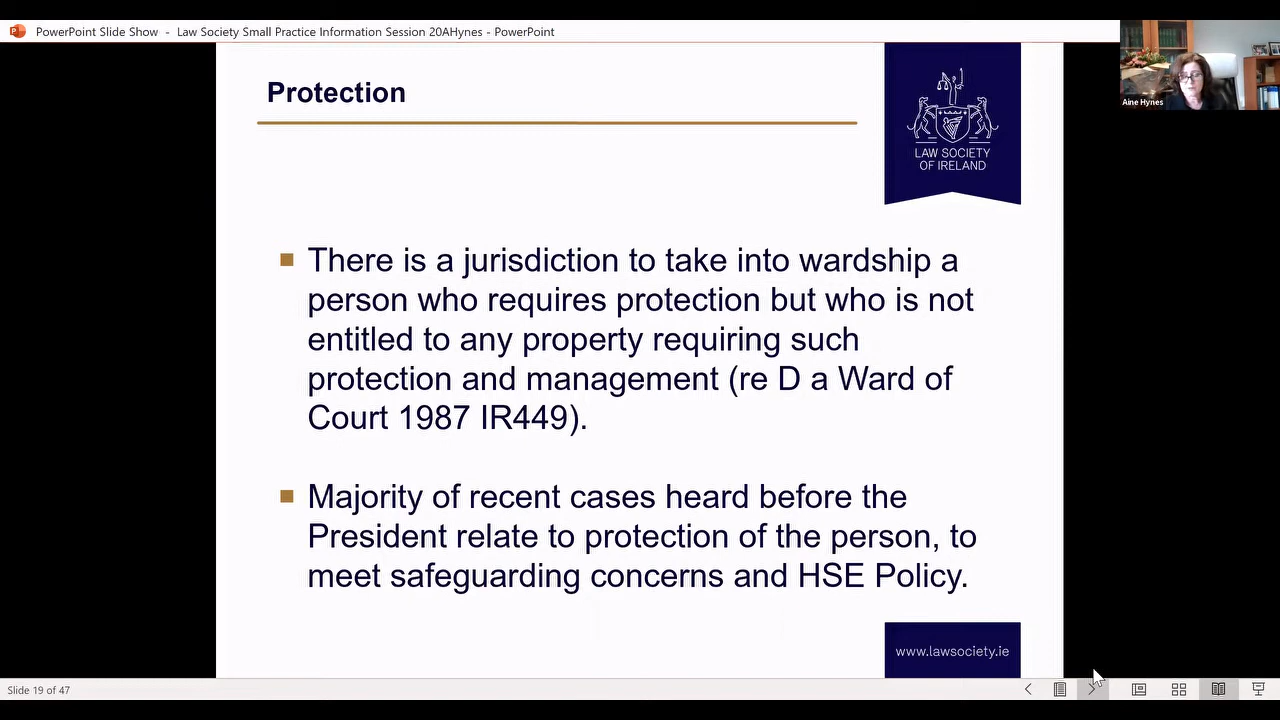 PowerPoint Slide Show - Law Society Small Practice Information Session 20AHynes - PowerPoint
Aine Hynes
Protection
LAW SOCIETY
OF IRELAND
There is a jurisdiction to take into wardship a
person who requires protection but who is not
entitled to any property requiring such
protection and management (re D a Ward of
Court 1987 IR449).
Majority of recent cases heard before the
President relate to protection of the person, to
meet safeguarding concerns and HSE Policy.
www.lawsociety.ie
Slide 19 of 47